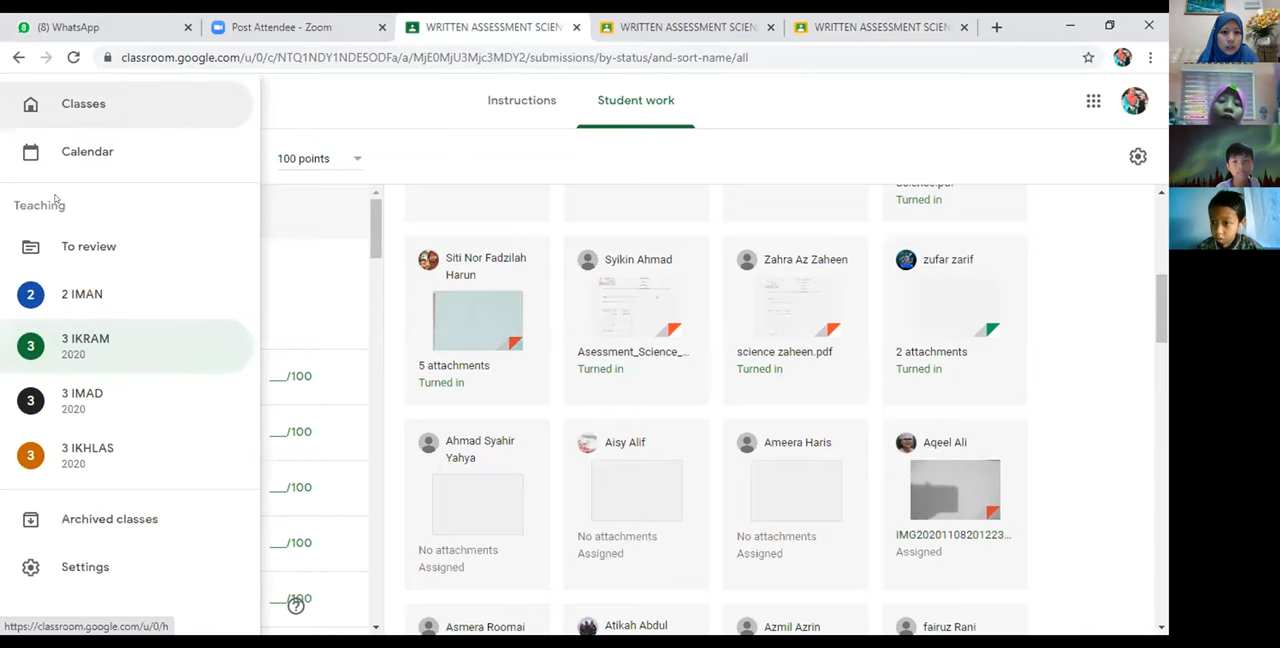 (8) WhatsApp
Post Attendee - Zoom
WRITTEN ASSESSMENT SCIEN
WRITTEN ASSESSMENT SCIEN
WRITTEN ASSESSMENT SCIEN
classroom.google.com/u/0/c/NTQ1NDY1NDE5ODFa/a/MjE0MjU3Mjc3MDY2/submissions/by-status/and-sort-name/all
Classes
Instructions
Student work
Calendar
100 points
Teaching
To review
2
2 IMAN
3
3 IKRAM
2020
3
3 IMAD
2020
3
3 IKHLAS
2020
Archived classes
Settings
__/100
__/100
__/100
__/100
__/100
Science.pdf
Turned in
Siti Nor Fadzilah
Harun
5 attachments
Turned in
Syikin Ahmad
Asessment_Science_...
Turned in
Zahra Az Zaheen
science zaheen.pdf
Turned in
zufar zarif
2 attachments
Turned in
Ahmad Syahir
Yahya
No attachments
Assigned
Aisy Alif
No attachments
Assigned
Ameera Haris
No attachments
Assigned
Aqeel Ali
IMG20201108201223...
Assigned
Asmera Roomai
Atikah Abdul
Azmil Azrin
fairuz Rani
https://classroom.google.com/u/0/h